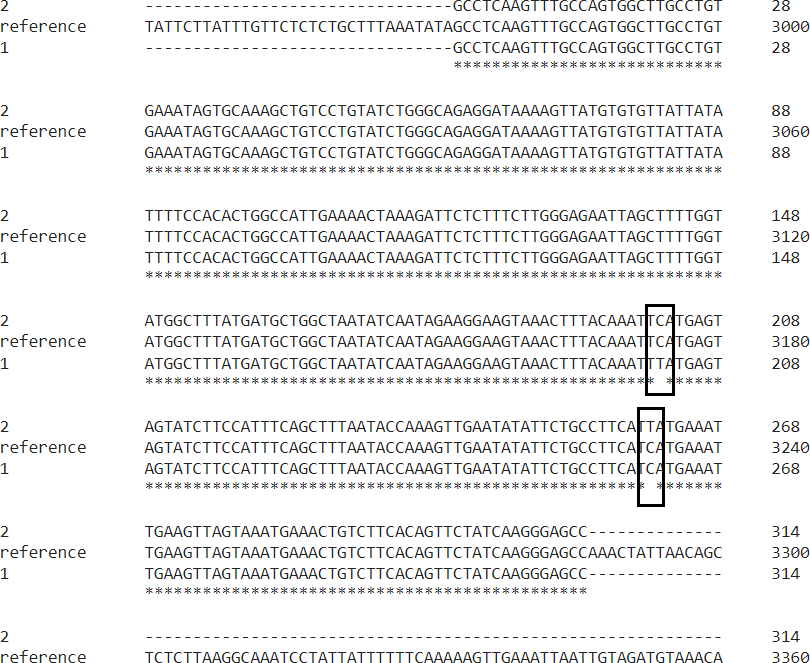 2 -------------------------------GCCTCAAGTTTGCCAGTGGCTTGCCTGT 28
reference TATTCTTATTTGTTCTCTCTGCTTTAAATATAGCCTCAAGTTTGCCAGTGGCTTGCCTGT 3000
1 --------------------------------GCCTCAAGTTTGCCAGTGGCTTGCCTGT 28
****************************
2 GAAATAGTGCAAAGCTGTCCTGTATCTGGGCAGAGGATAAAAGTTATGTGTGTTATTATA 88
reference GAAATAGTGCAAAGCTGTCCTGTATCTGGGCAGAGGATAAAAGTTATGTGTGTTATTATA 3060
1 GAAATAGTGCAAAGCTGTCCTGTATCTGGGCAGAGGATAAAAGTTATGTGTGTTATTATA 88
************************************************************
2 TTTTCCACACTGGCCATTGAAAACTAAAGATTCTCTTTCTTGGGAGAATTAGCTTTTGGT 148
reference TTTTCCACACTGGCCATTGAAAACTAAAGATTCTCTTTCTTGGGAGAATTAGCTTTTGGT 3120
1 TTTTCCACACTGGCCATTGAAAACTAAAGATTCTCTTTCTTGGGAGAATTAGCTTTTGGT 148
************************************************************
2 ATGGCTTTATGATGCTGGCTAATATCAATAGAAGGAAGTAAACTTTACAAATTCATGAGT 208
reference ATGGCTTTATGATGCTGGCTAATATCAATAGAAGGAAGTAAACTTTACAAATTCATGAGT 3180
1 ATGGCTTTATGATGCTGGCTAATATCAATAGAAGGAAGTAAACTTTACAAATTTATGAGT 208
***************************************************** ******
2 AGTATCTTCCATTTCAGCTTTAATACCAAAGTTGAATATATTCTGCCTTCATTATGAAAT 268
reference AGTATCTTCCATTTCAGCTTTAATACCAAAGTTGAATATATTCTGCCTTCATCATGAAAT 3240
1 AGTATCTTCCATTTCAGCTTTAATACCAAAGTTGAATATATTCTGCCTTCATCATGAAAT 268
**************************************************** *******
2 TGAAGTTAGTAAATGAAACTGTCTTCACAGTTCTATCAAGGGAGCC-------------- 314
reference TGAAGTTAGTAAATGAAACTGTCTTCACAGTTCTATCAAGGGAGCCAAACTATTAACAGC 3300
1 TGAAGTTAGTAAATGAAACTGTCTTCACAGTTCTATCAAGGGAGCC-------------- 314
**********************************************
2 ------------------------------------------------------------ 314
reference TCTCTTAAGGCAAATCCTATTATTTTTTCAAAAAGTTGAAATTAATTGTAGATGTAAACA 3360